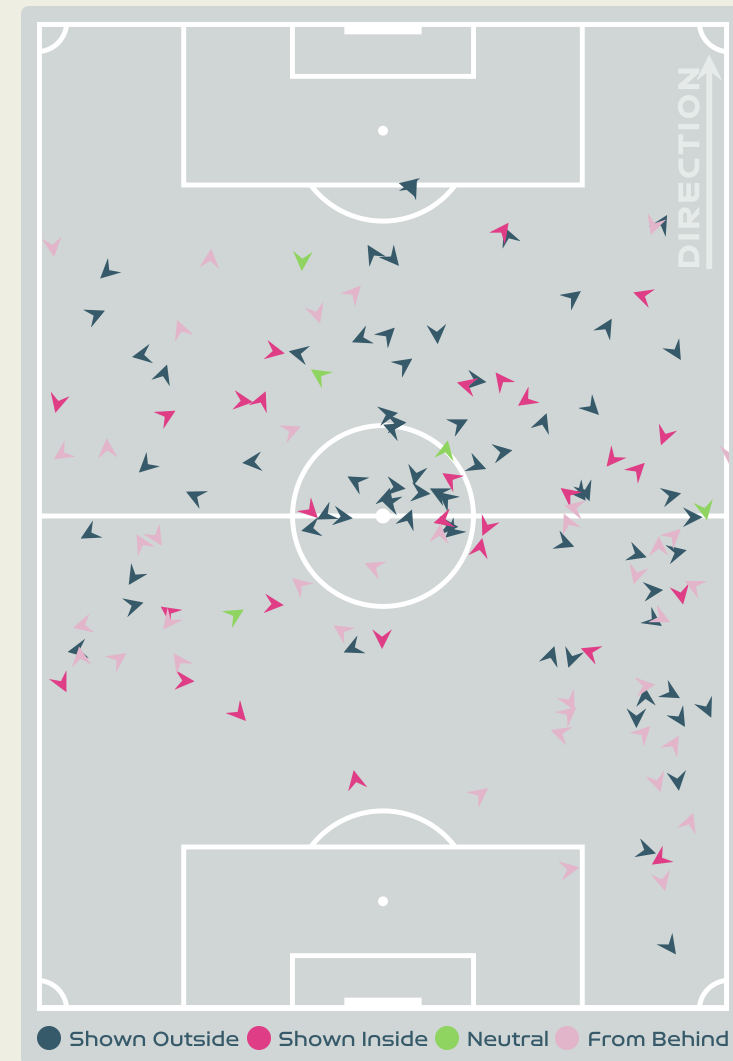 DIRECTION
Shown Outside
Shown Inside
Neutral
From Behind